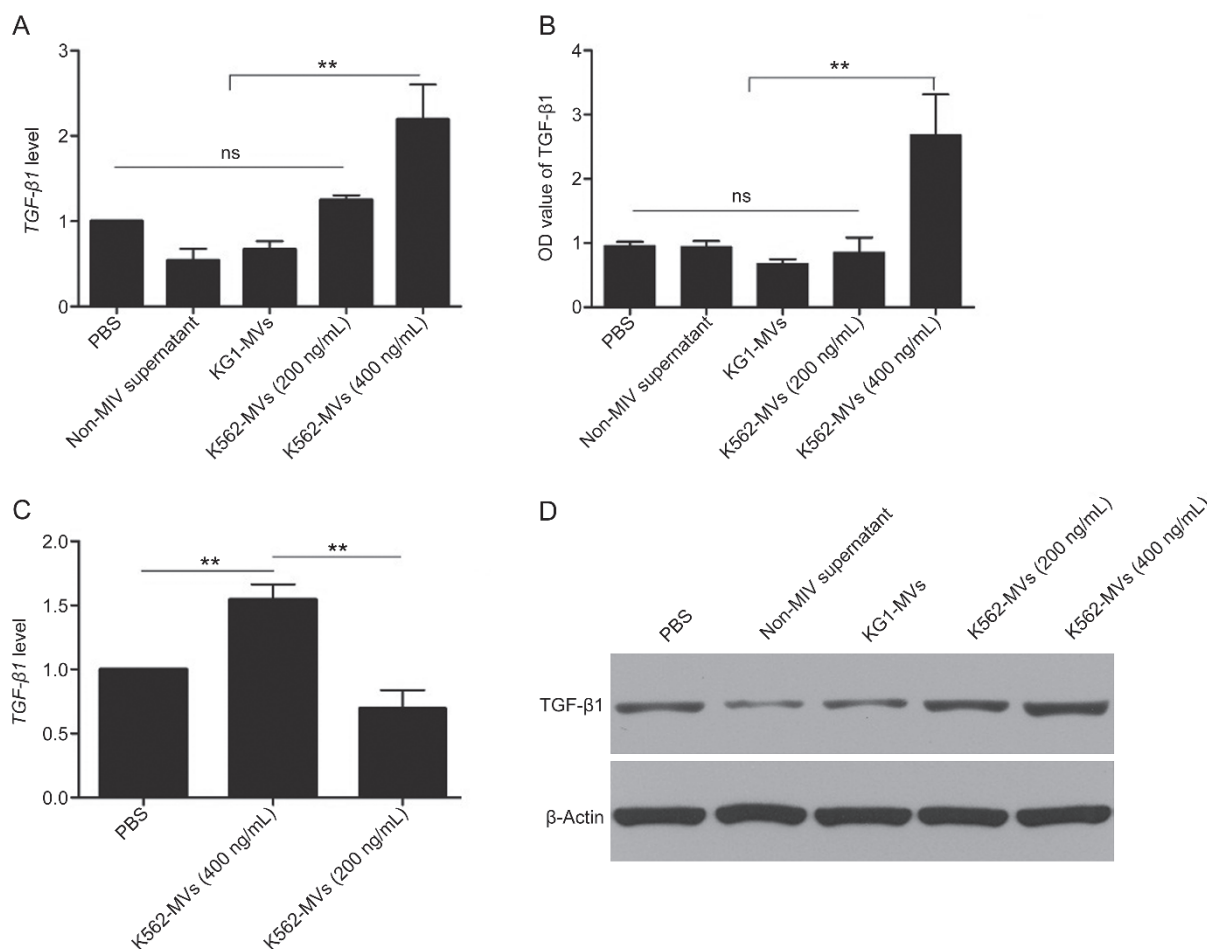 A
3
2
1
0
TGF-β1 level
**
ns
PBS
Non-MIV supernatant
KG1-MVs
K562-MVs (200 ng/mL)
K562-MVs (400 ng/mL)
B
4
3
2
1
0
OD value of TGF-β1
**
ns
PBS
Non-MIV supernatant
KG1-MVs
K562-MVs (200 ng/mL)
K562-MVs (400 ng/mL)
C
2.0
1.5
1.0
0.5
0.0
TGF-β1 level
**
**
PBS
K562-MVs (400 ng/mL)
K562-MVs (200 ng/mL)
D
PBS
Non-MIV supernatant
KG1-MVs
K562-MVs (200 ng/mL)
K562-MVs (400 ng/mL)
TGF-β1
β-Actin